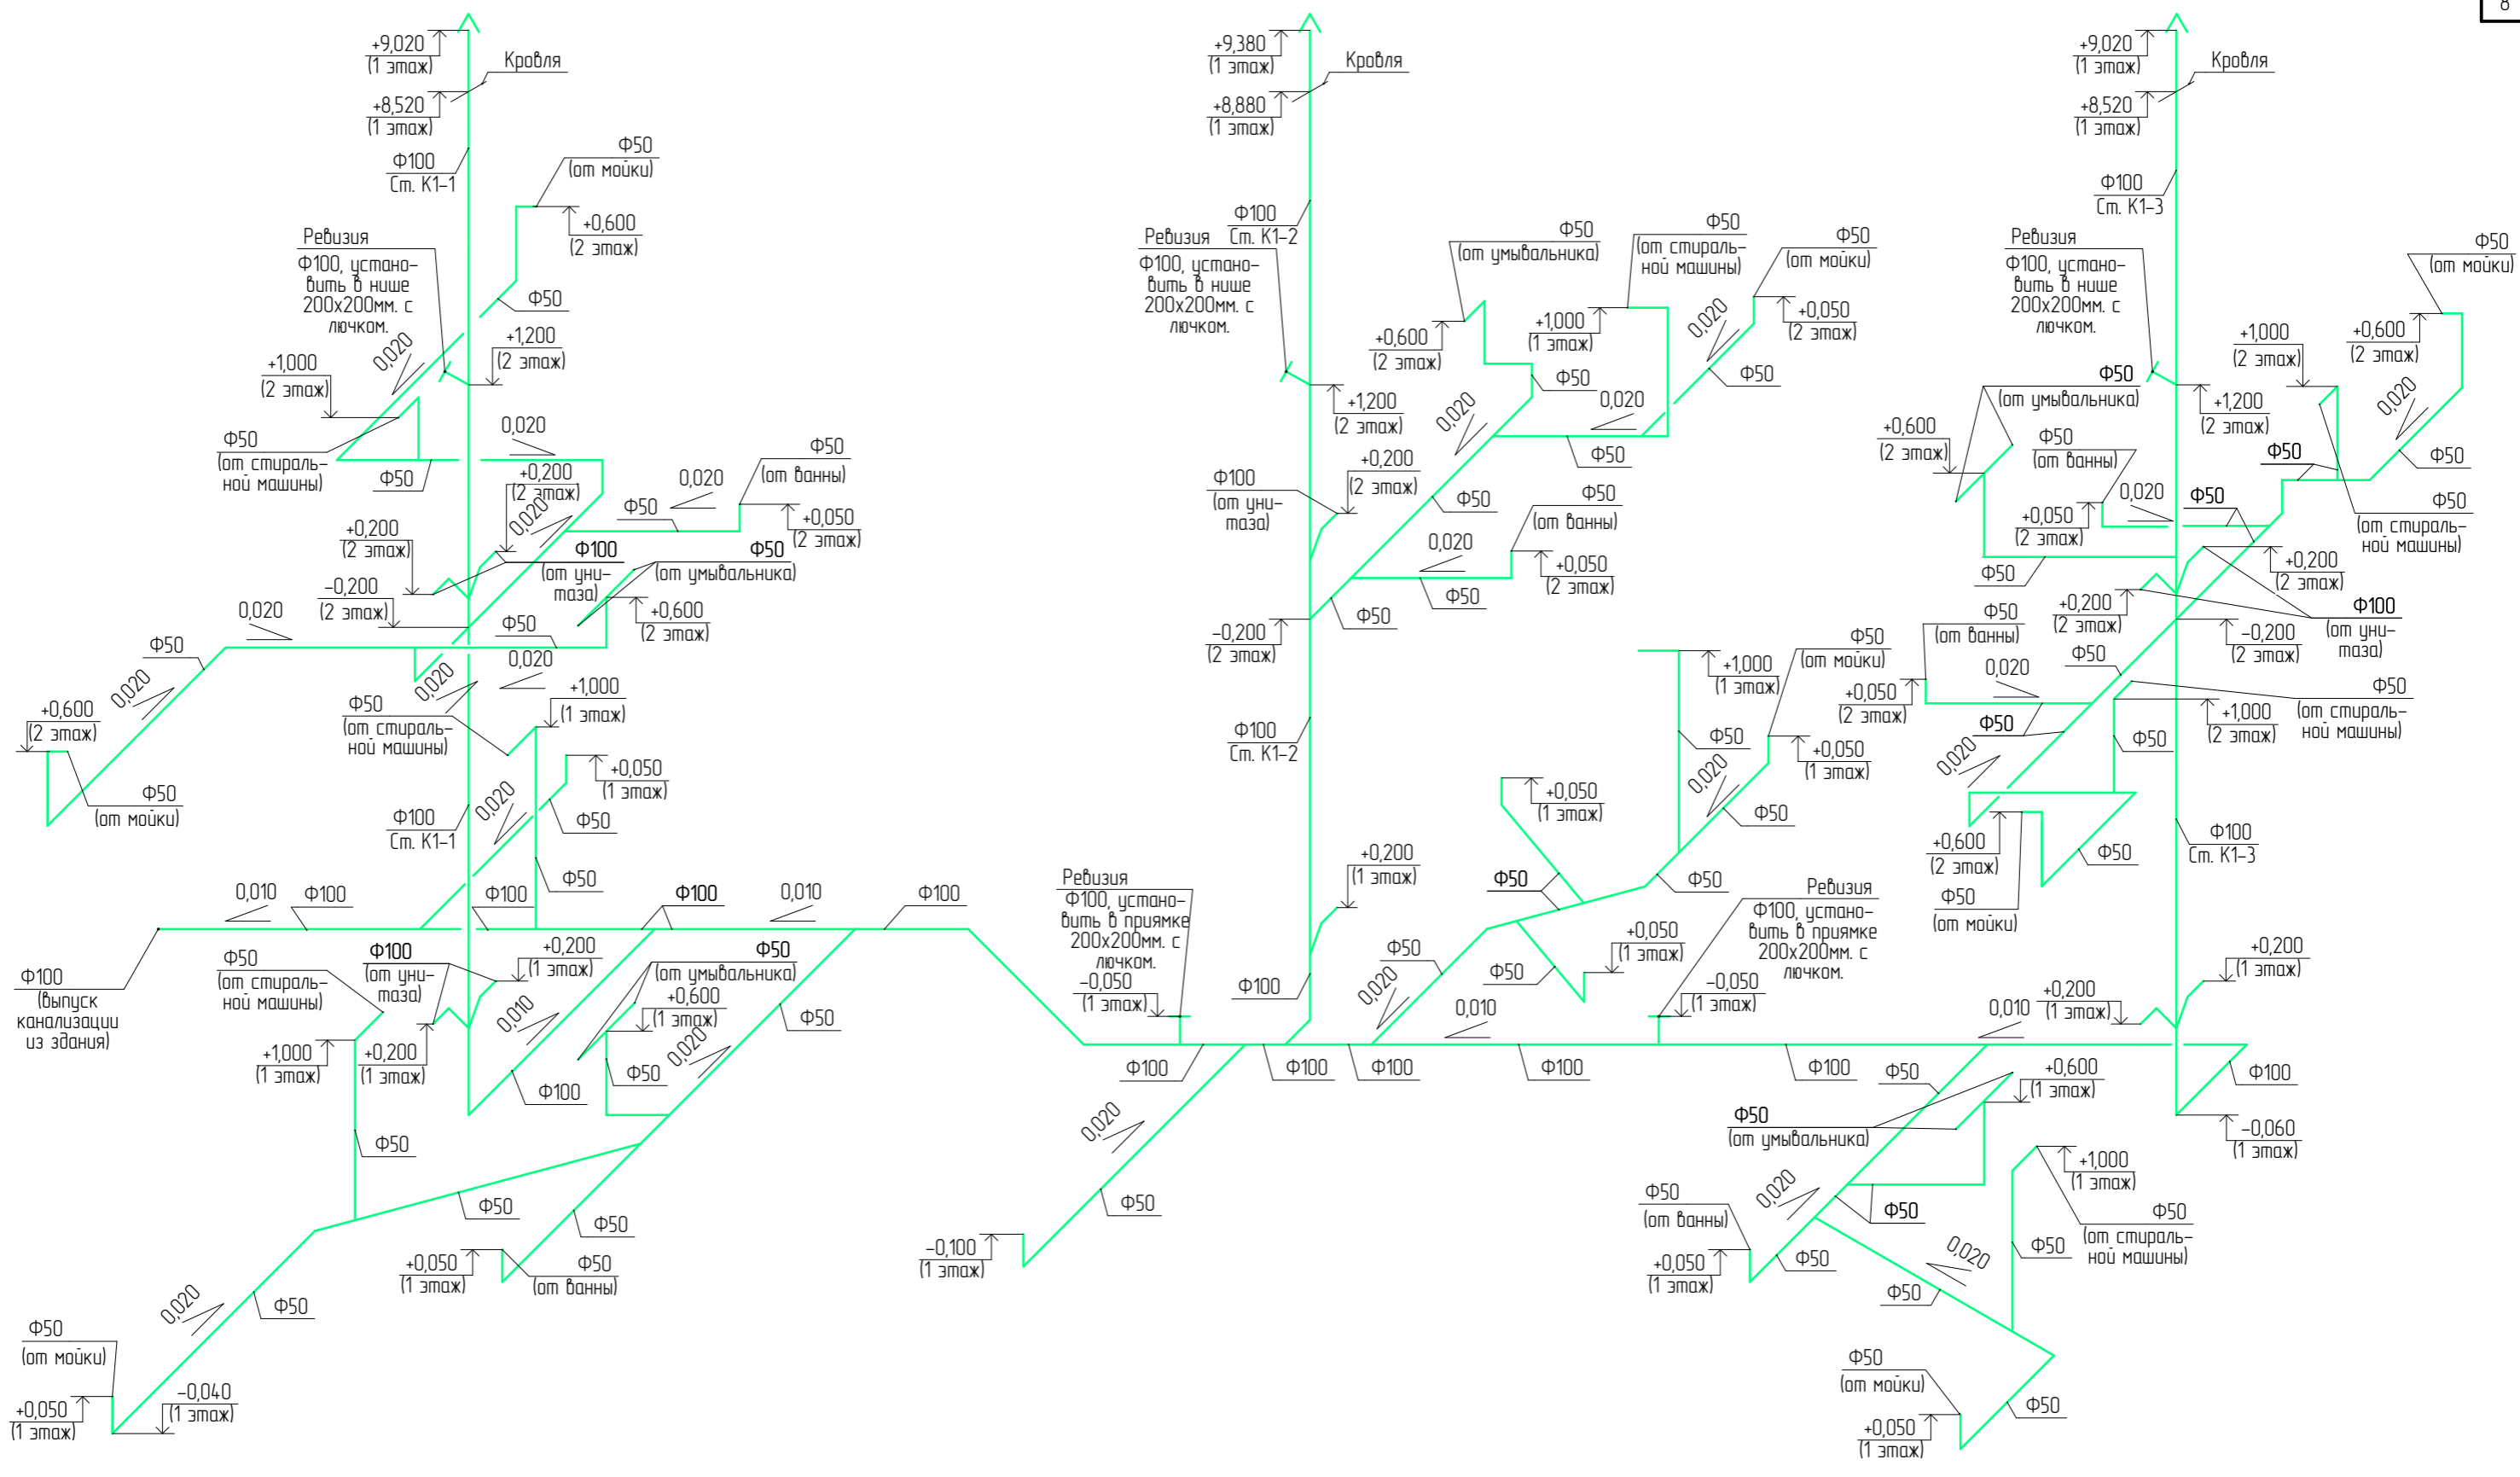 8
+9,020
(1 этаж)
Кровля
+8,520
(1 этаж)
Ф100
Ст. К1-1
Ф50
(от мойки)
+0,600
(2 этаж)
Ревизия
Ф100, устано-
вить в нише
200х200мм. с
лючком.
Ф50
0,020
+1,200
(2 этаж)
+1,000
(2 этаж)
Ф50
(от стираль-
ной машины)
0,020
Ф50
+0,200
(2 этаж)
0,020
0,020
Ф50
Ф50
(от ванны)
+0,050
(2 этаж)
+0,200
(2 этаж)
Ф100
(от уни-
таза)
Ф50
(от умывальника)
-0,200
(2 этаж)
+0,600
(2 этаж)
0,020
Ф50
Ф50
0,020
0,020
0,020
+0,600
(2 этаж)
Ф50
(от мойки)
Ф50
(от стираль-
ной машины)
+1,000
(1 этаж)
+0,050
(1 этаж)
0,020
Ф50
Ф100
Ст. К1-1
Ф50
0,010
Ф100
Ф100
Ф100
0,010
Ф100
Ф100
(выпуск
канализации
из здания)
Ф50
(от стираль-
ной машины)
Ф100
(от уни-
таза)
+0,200
(1 этаж)
Ф50
(от умывальника)
+0,600
(1 этаж)
0,010
0,020
Ф50
+1,000
(1 этаж)
+0,200
(1 этаж)
Ф50
Ф100
Ф50
Ф50
Ф50
+0,050
(1 этаж)
Ф50
(от ванны)
0,020
Ф50
Ф50
(от мойки)
+0,050
(1 этаж)
-0,040
(1 этаж)
+9,380
(1 этаж)
Кровля
+8,880
(1 этаж)
Ф100
Ст. К1-2
Ревизия
Ф100, устано-
вить в нише
200х200мм. с
лючком.
Ф50
(от умывальника)
Ф50
(от стираль-
ной машины)
Ф50
(от мойки)
+0,600
(2 этаж)
+1,000
(1 этаж)
0,020
+0,050
(2 этаж)
+1,200
(2 этаж)
Ф50
Ф50
0,020
0,020
Ф50
Ф100
(от уни-
таза)
+0,200
(2 этаж)
Ф50
Ф50
(от ванны)
0,020
+0,050
(2 этаж)
Ф50
Ф50
-0,200
(2 этаж)
Ф100
Ст. К1-2
+1,000
(1 этаж)
Ф50
(от мойки)
Ф50
+0,050
(1 этаж)
0,020
+0,050
(1 этаж)
Ф50
+0,200
(1 этаж)
Ф50
Ф50
Ревизия
Ф100, устано-
вить в приямке
200х200мм. с
лючком.
-0,050
(1 этаж)
Ф100
Ф50
0,020
+0,050
(1 этаж)
Ф50
Ревизия
Ф100, устано-
вить в приямке
200х200мм. с
лючком.
-0,050
(1 этаж)
0,010
Ф100
Ф100
Ф100
Ф100
Ф100
0,020
Ф50
-0,100
(1 этаж)
+9,020
(1 этаж)
Кровля
+8,520
(1 этаж)
Ф100
Ст. К1-3
Ревизия
Ф100, устано-
вить в нише
200х200мм. с
лючком.
Ф50
(от мойки)
+1,000
(2 этаж)
+0,600
(2 этаж)
Ф50
(от умывальника)
+1,200
(2 этаж)
0,020
+0,600
(2 этаж)
Ф50
(от ванны)
Ф50
Ф50
0,020
Ф50
+0,050
(2 этаж)
Ф50
(от стираль-
ной машины)
Ф50
+0,200
(2 этаж)
+0,200
(2 этаж)
Ф100
(от уни-
таза)
-0,200
(2 этаж)
Ф50
(от ванны)
Ф50
0,020
+0,050
(2 этаж)
Ф50
(от стираль-
ной машины)
+1,000
(2 этаж)
Ф50
Ф50
0,020
+0,600
(2 этаж)
Ф50
Ф50
(от мойки)
Ф100
Ст. К1-3
+0,200
(1 этаж)
+0,200
(1 этаж)
0,010
Ф50
+0,600
(1 этаж)
Ф100
Ф50
(от умывальника)
-0,060
(1 этаж)
+1,000
(1 этаж)
0,020
Ф50
(от ванны)
Ф50
Ф50
(от стираль-
ной машины)
Ф50
Ф50
+0,050
(1 этаж)
0,020
Ф50
Ф50
(от мойки)
+0,050
(1 этаж)
Ф50